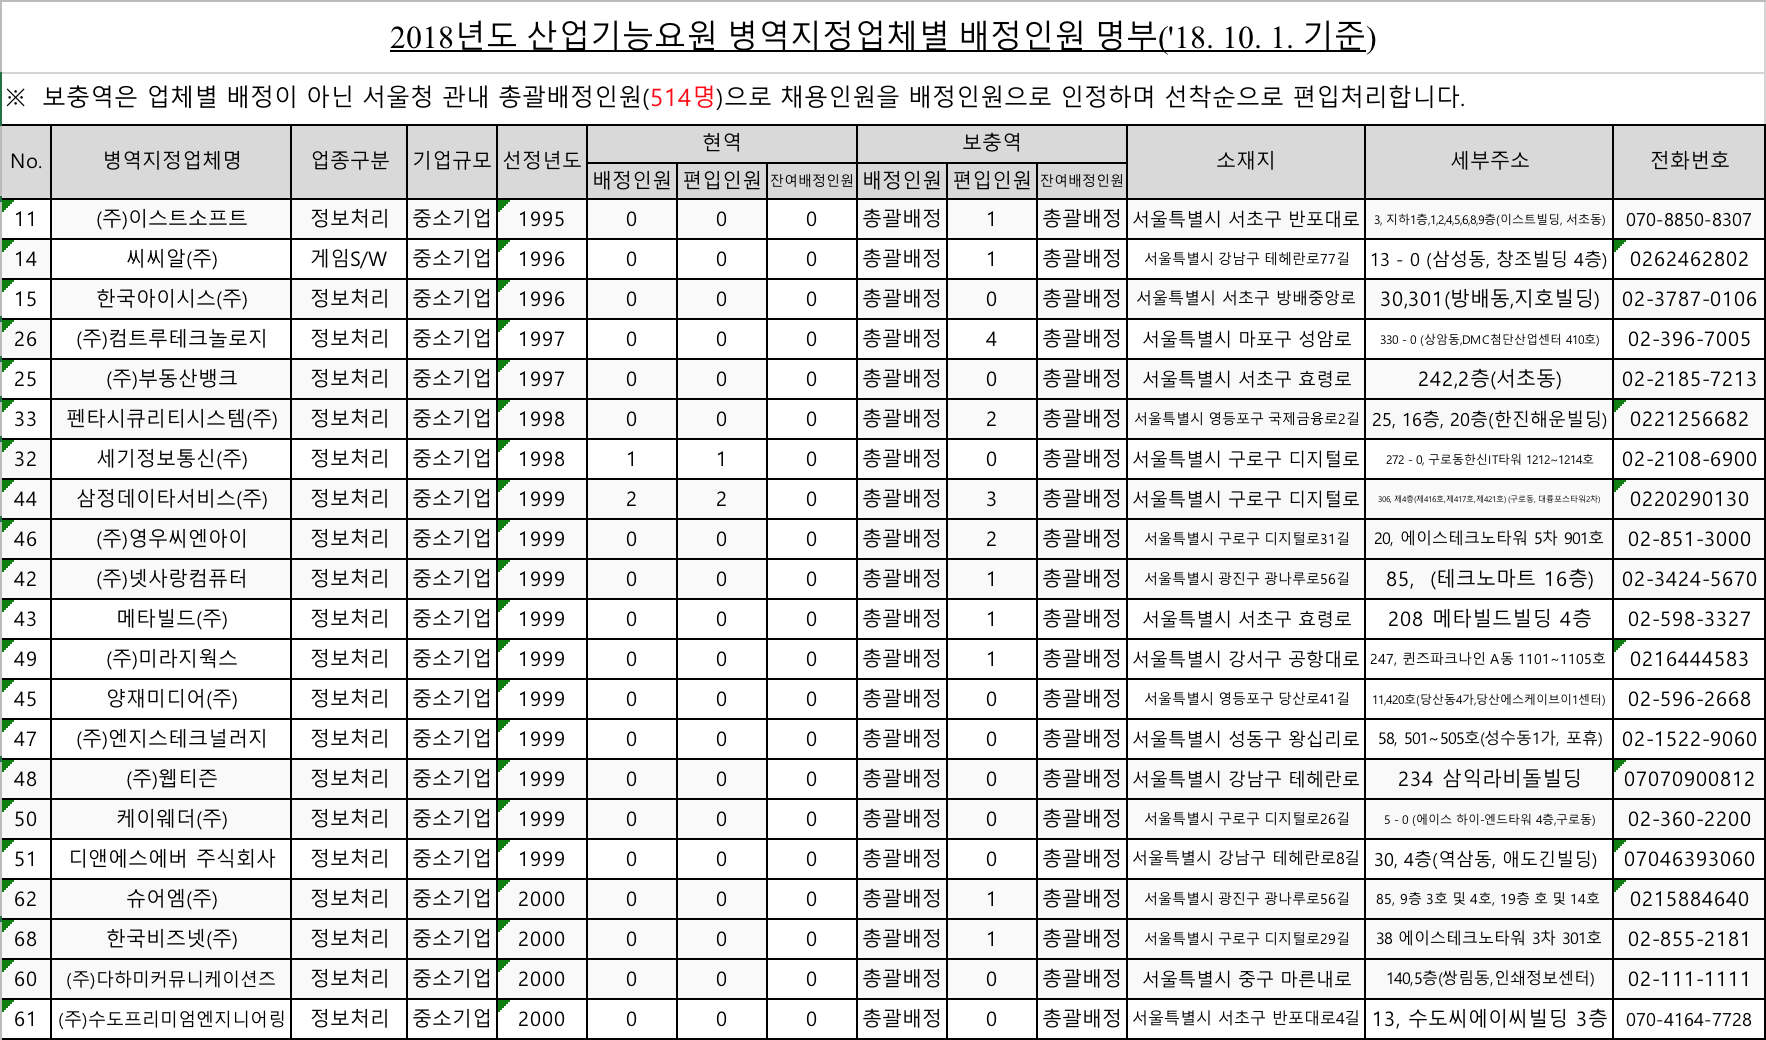 2018년도 산업기능요원 병역지정업체별 배정인원 명부('18. 10. 1. 기준)
※ 보충역은 업체별 배정이 아닌 서울청 관내 총괄배정인원(514명)으로 채용인원을 배정인원으로 인정하며 선착순으로 편입처리합니다.
No. 병역지정업체명 업종구분 기업규모 선정년도 현역 보충역 소재지 세부주소 전화번호
배정인원 편입인원 잔여배정인원 배정인원 편입인원 잔여배정인원
11 (주)이스트소프트 정보처리 중소기업 1995 0 0 0 총괄배정 1 총괄배정 서울특별시 서초구 반포대로 3, 지하1층,1,2,4,5,6,8,9층(이스트빌딩, 서초동) 070-8850-8307
14 씨씨알(주) 게임S/W 중소기업 1996 0 0 0 총괄배정 1 총괄배정 서울특별시 강남구 테헤란로77길 13 - 0 (삼성동, 창조빌딩 4층) 0262462802
15 한국아이시스(주) 정보처리 중소기업 1996 0 0 0 총괄배정 0 총괄배정 서울특별시 서초구 방배중앙로 30,301(방배동,지호빌딩) 02-3787-0106
26 (주)컴트루테크놀로지 정보처리 중소기업 1997 0 0 0 총괄배정 4 총괄배정 서울특별시 마포구 성암로 330 - 0 (상암동,DMC첨단산업센터 410호) 02-396-7005
25 (주)부동산뱅크 정보처리 중소기업 1997 0 0 0 총괄배정 0 총괄배정 서울특별시 서초구 효령로 242,2층(서초동) 02-2185-7213
33 펜타시큐리티시스템(주) 정보처리 중소기업 1998 0 0 0 총괄배정 2 총괄배정 서울특별시 영등포구 국제금융로2길 25, 16층, 20층(한진해운빌딩) 0221256682
32 세기정보통신(주) 정보처리 중소기업 1998 1 1 0 총괄배정 0 총괄배정 서울특별시 구로구 디지털로 272 - 0, 구로동한신IT타워 1212~1214호 02-2108-6900
44 삼정데이타서비스(주) 정보처리 중소기업 1999 2 2 0 총괄배정 3 총괄배정 서울특별시 구로구 디지털로 306, 제4층(제416호,제417호,제421호) (구로동, 대륭포스타워2차) 0220290130
46 (주)영우씨엔아이 정보처리 중소기업 1999 0 0 0 총괄배정 2 총괄배정 서울특별시 구로구 디지털로31길 20, 에이스테크노타워 5차 901호 02-851-3000
42 (주)넷사랑컴퓨터 정보처리 중소기업 1999 0 0 0 총괄배정 1 총괄배정 서울특별시 광진구 광나루로56길 85, (테크노마트 16층) 02-3424-5670
43 메타빌드(주) 정보처리 중소기업 1999 0 0 0 총괄배정 1 총괄배정 서울특별시 서초구 효령로 208 메타빌드빌딩 4층 02-598-3327
49 (주)미라지웍스 정보처리 중소기업 1999 0 0 0 총괄배정 1 총괄배정 서울특별시 강서구 공항대로 247, 퀸즈파크나인 A동 1101~1105호 0216444583
45 양재미디어(주) 정보처리 중소기업 1999 0 0 0 총괄배정 0 총괄배정 서울특별시 영등포구 당산로41길 11,420호(당산동4가,당산에스케이브이1센터) 02-596-2668
47 (주)엔지스테크널러지 정보처리 중소기업 1999 0 0 0 총괄배정 0 총괄배정 서울특별시 성동구 왕십리로 58, 501~505호(성수동1가, 포휴) 02-1522-9060
48 (주)웹티즌 정보처리 중소기업 1999 0 0 0 총괄배정 0 총괄배정 서울특별시 강남구 테헤란로 234 삼익라비돌빌딩 07070900812
50 케이웨더(주) 정보처리 중소기업 1999 0 0 0 총괄배정 0 총괄배정 서울특별시 구로구 디지털로26길 5 - 0 (에이스 하이-엔드타워 4층,구로동) 02-360-2200
51 디앤에스에버 주식회사 정보처리 중소기업 1999 0 0 0 총괄배정 0 총괄배정 서울특별시 강남구 테헤란로8길 30, 4층(역삼동, 애도긴빌딩) 07046393060
62 슈어엠(주) 정보처리 중소기업 2000 0 0 0 총괄배정 1 총괄배정 서울특별시 광진구 광나루로56길 85, 9층 3호 및 4호, 19층 호 및 14호 0215884640
68 한국비즈넷(주) 정보처리 중소기업 2000 0 0 0 총괄배정 1 총괄배정 서울특별시 구로구 디지털로29길 38 에이스테크노타워 3차 301호 02-855-2181
60 (주)다하미커뮤니케이션즈 정보처리 중소기업 2000 0 0 0 총괄배정 0 총괄배정 서울특별시 중구 마른내로 140,5층(쌍림동,인쇄정보센터) 02-111-1111
61 (주)수도프리미엄엔지니어링 정보처리 중소기업 2000 0 0 0 총괄배정 0 총괄배정 서울특별시 서초구 반포대로4길 13, 수도씨에이씨빌딩 3층 070-4164-7728